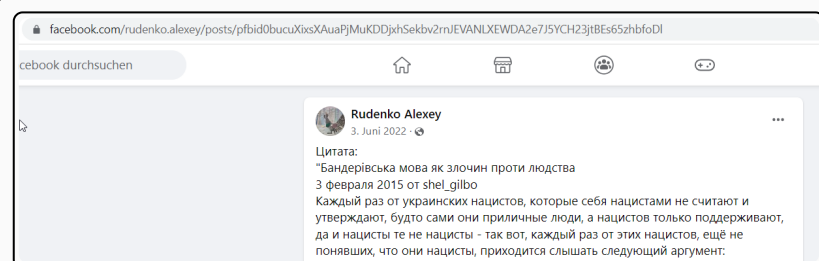 facebook.com/rudenko.alexey/posts/pfbid0bucuXixsXAuaPjMuKDDjxhSekbv2rnJEVANLXEWDA2e7J5YCH23jtBEs65zhbfoDl
cebook durchsuchen
Rudenko Alexey
3. Juni 2022 ·
Цитата:
"Бандерівська мова як злочин проти людства
3 февраля 2015 от shel_gilbo
Каждый раз от украинских нацистов, которые себя нацистами не считают и
утверждают, будто сами они приличные люди, а нацистов только поддерживают,
да и нацисты те не нацисты - так вот, каждый раз от этих нацистов, ещё не
понявших, что они нацисты, приходится слышать следующий аргумент: